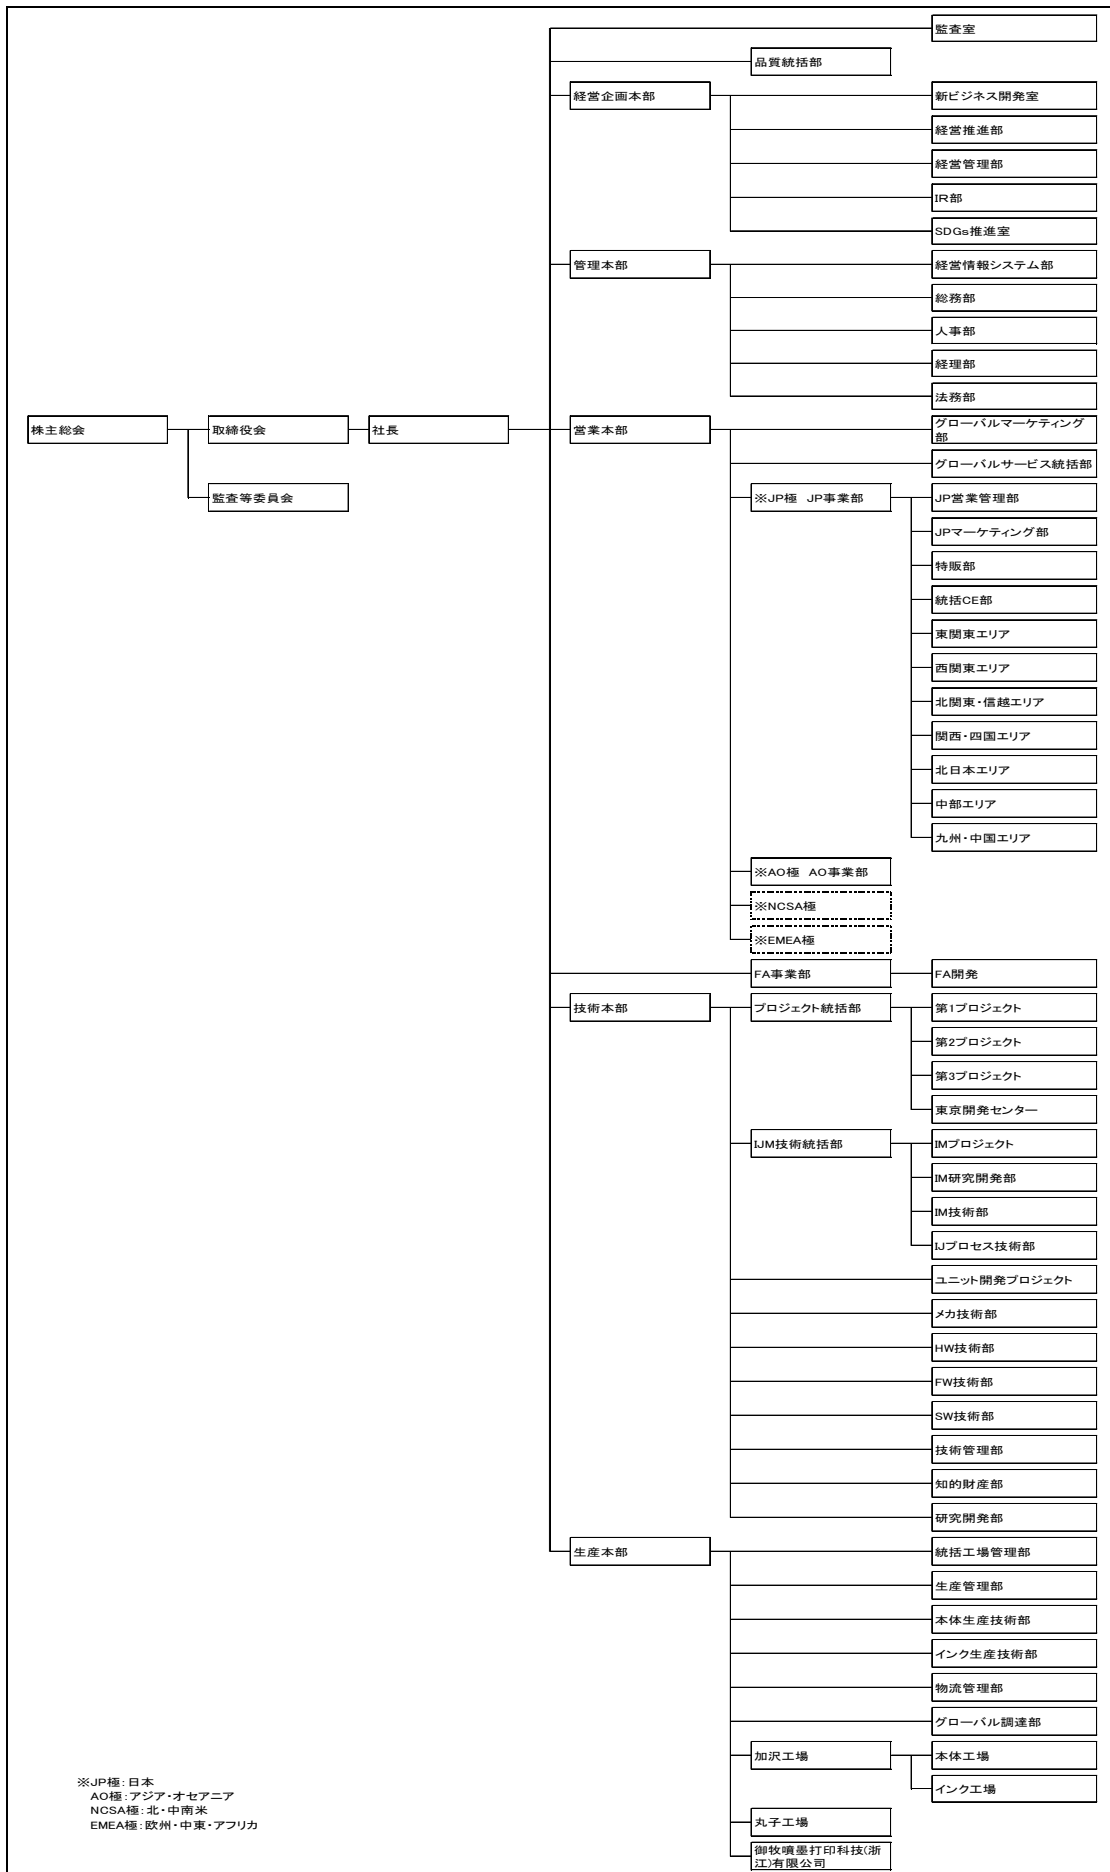 監査室
品質統括部
経営企画本部
新ビジネス開発室
経営推進部
経営管理部
IR部
SDGs推進室
管理本部
経営情報システム部
総務部
人事部
経理部
法務部
株主総会
取締役会
社長
営業本部
グローバルマーケティング
部
グローバルサービス統括部
監査等委員会
※JP極 JP事業部
JP営業管理部
JPマーケティング部
特販部
統括CE部
東関東エリア
西関東エリア
北関東・信越エリア
関西・四国エリア
北日本エリア
中部エリア
九州・中国エリア
※AO極 AO事業部
※NCSA極
※EMEA極
FA事業部
FA開発
技術本部
プロジェクト統括部
第1プロジェクト
第2プロジェクト
第3プロジェクト
東京開発センター
IJM技術統括部
IMプロジェクト
IM研究開発部
IM技術部
IJプロセス技術部
ユニット開発プロジェクト
メカ技術部
HW技術部
FW技術部
SW技術部
技術管理部
知的財産部
研究開発部
生産本部
統括工場管理部
生産管理部
本体生産技術部
インク生産技術部
物流管理部
グローバル調達部
加沢工場
本体工場
インク工場
丸子工場
御牧噴墨打印科技(浙
江)有限公司
※JP極：日本
AO極：アジア・オセアニア
NCSA極：北・中南米
EMEA極：欧州・中東・アフリカ